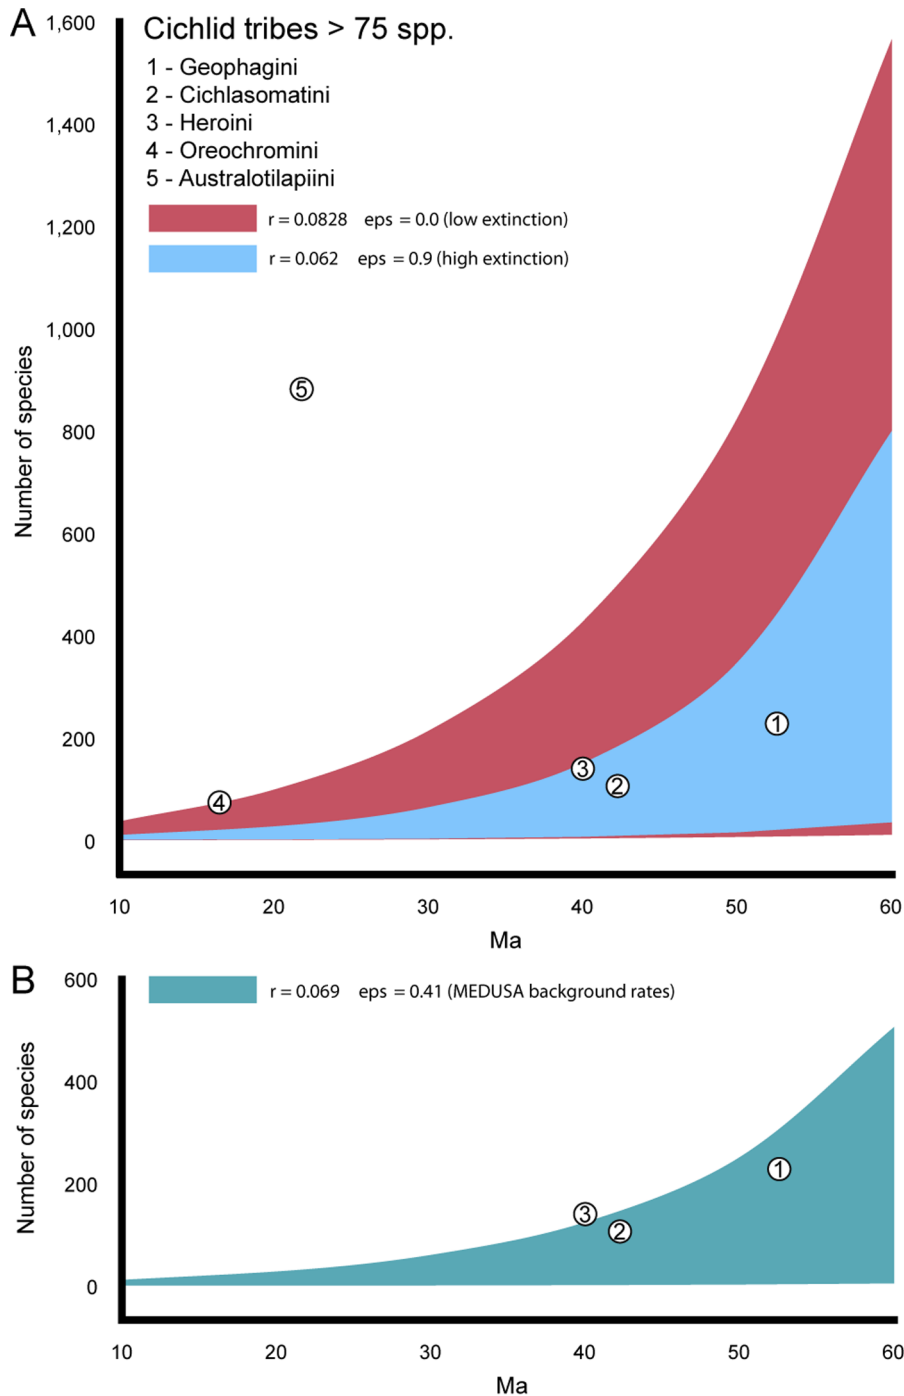 A
Cichlid tribes > 75 spp.
1 - Geophagini
2 - Cichlasomatini
3 - Heroini
4 - Oreochromini
5 - Australotilapiini
r = 0.0828 eps = 0.0 (low extinction)
r = 0.062 eps = 0.9 (high extinction)
1,600
1,400
1,200
1,000
800
600
400
200
0
Number of species
5
4
3
2
1
10 20 30 40 50 60
Ma
B
r = 0.069 eps = 0.41 (MEDUSA background rates)
600
400
200
0
Number of species
3
2
1
10 20 30 40 50 60
Ma